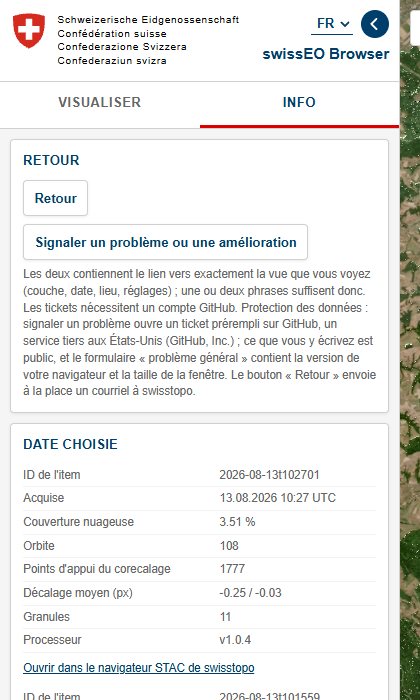 Schweizerische Eidgenossenschaft
Confédération suisse
Confederazione Svizzera
Confederaziun svizra
FR
swissEO Browser
VISUALISER
INFO
RETOUR
Retour
Signaler un problème ou une amélioration
Les deux contiennent le lien vers exactement la vue que vous voyez
(couche, date, lieu, réglages) ; une ou deux phrases suffisent donc.
Les tickets nécessitent un compte GitHub. Protection des données :
signaler un problème ouvre un ticket prérempli sur GitHub, un
service tiers aux États-Unis (GitHub, Inc.) ; ce que vous y écrivez est
public, et le formulaire « problème général » contient la version de
votre navigateur et la taille de la fenêtre. Le bouton « Retour » envoie
à la place un courriel à swisstopo.
DATE CHOISIE
ID de l'item 2026-08-13t102701
Acquise 13.08.2026 10:27 UTC
Couverture nuageuse 3.51 %
Orbite 108
Points d'appui du corecalage 1777
Décalage moyen (px) -0.25 / -0.03
Granules 11
Processeur v1.0.4
Ouvrir dans le navigateur STAC de swisstopo
ID de l'item 2026-08-13t101559